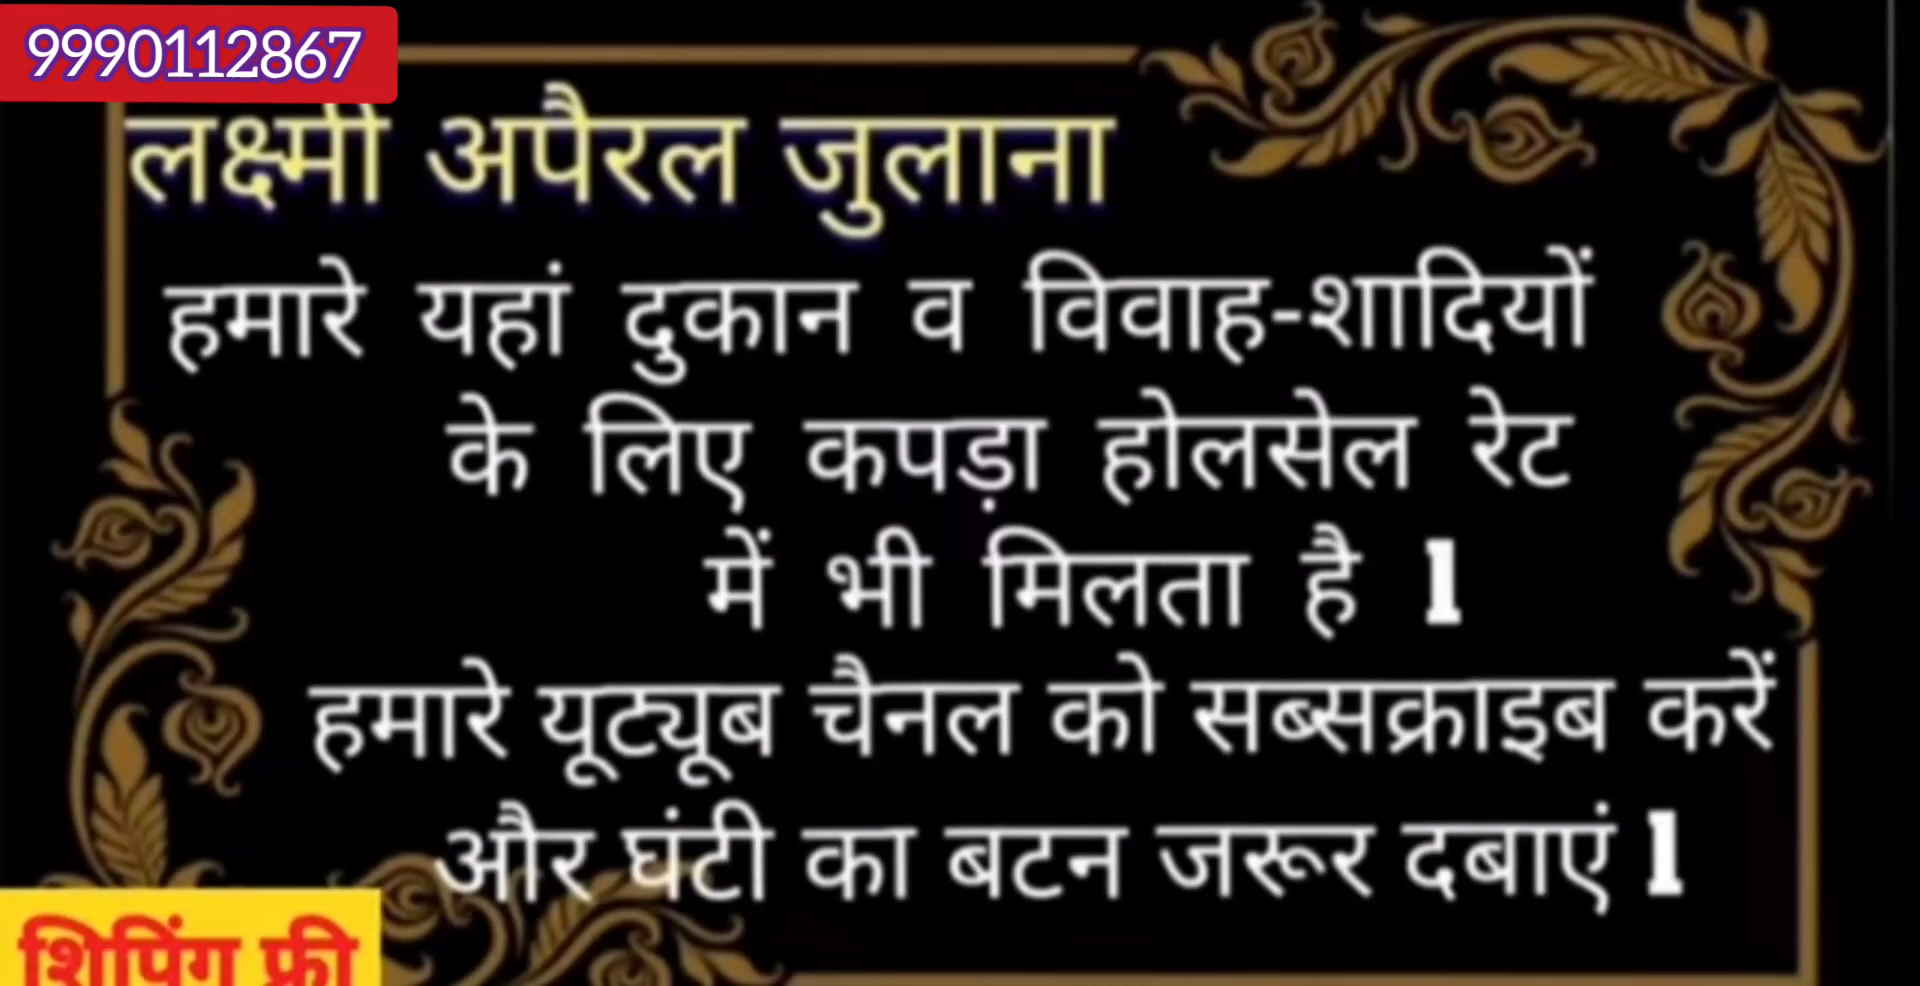 9990112867
लक्ष्मी अपैरल जुलाना
हमारे यहां दुकान व विवाह-शादियों
के लिए कपड़ा होलसेल रेट
में भी मिलता है l
हमारे यूट्यूब चैनल को सब्सक्राइब करें
और घंटी का बटन जरूर दबाएं l
शिपिंग फ्री